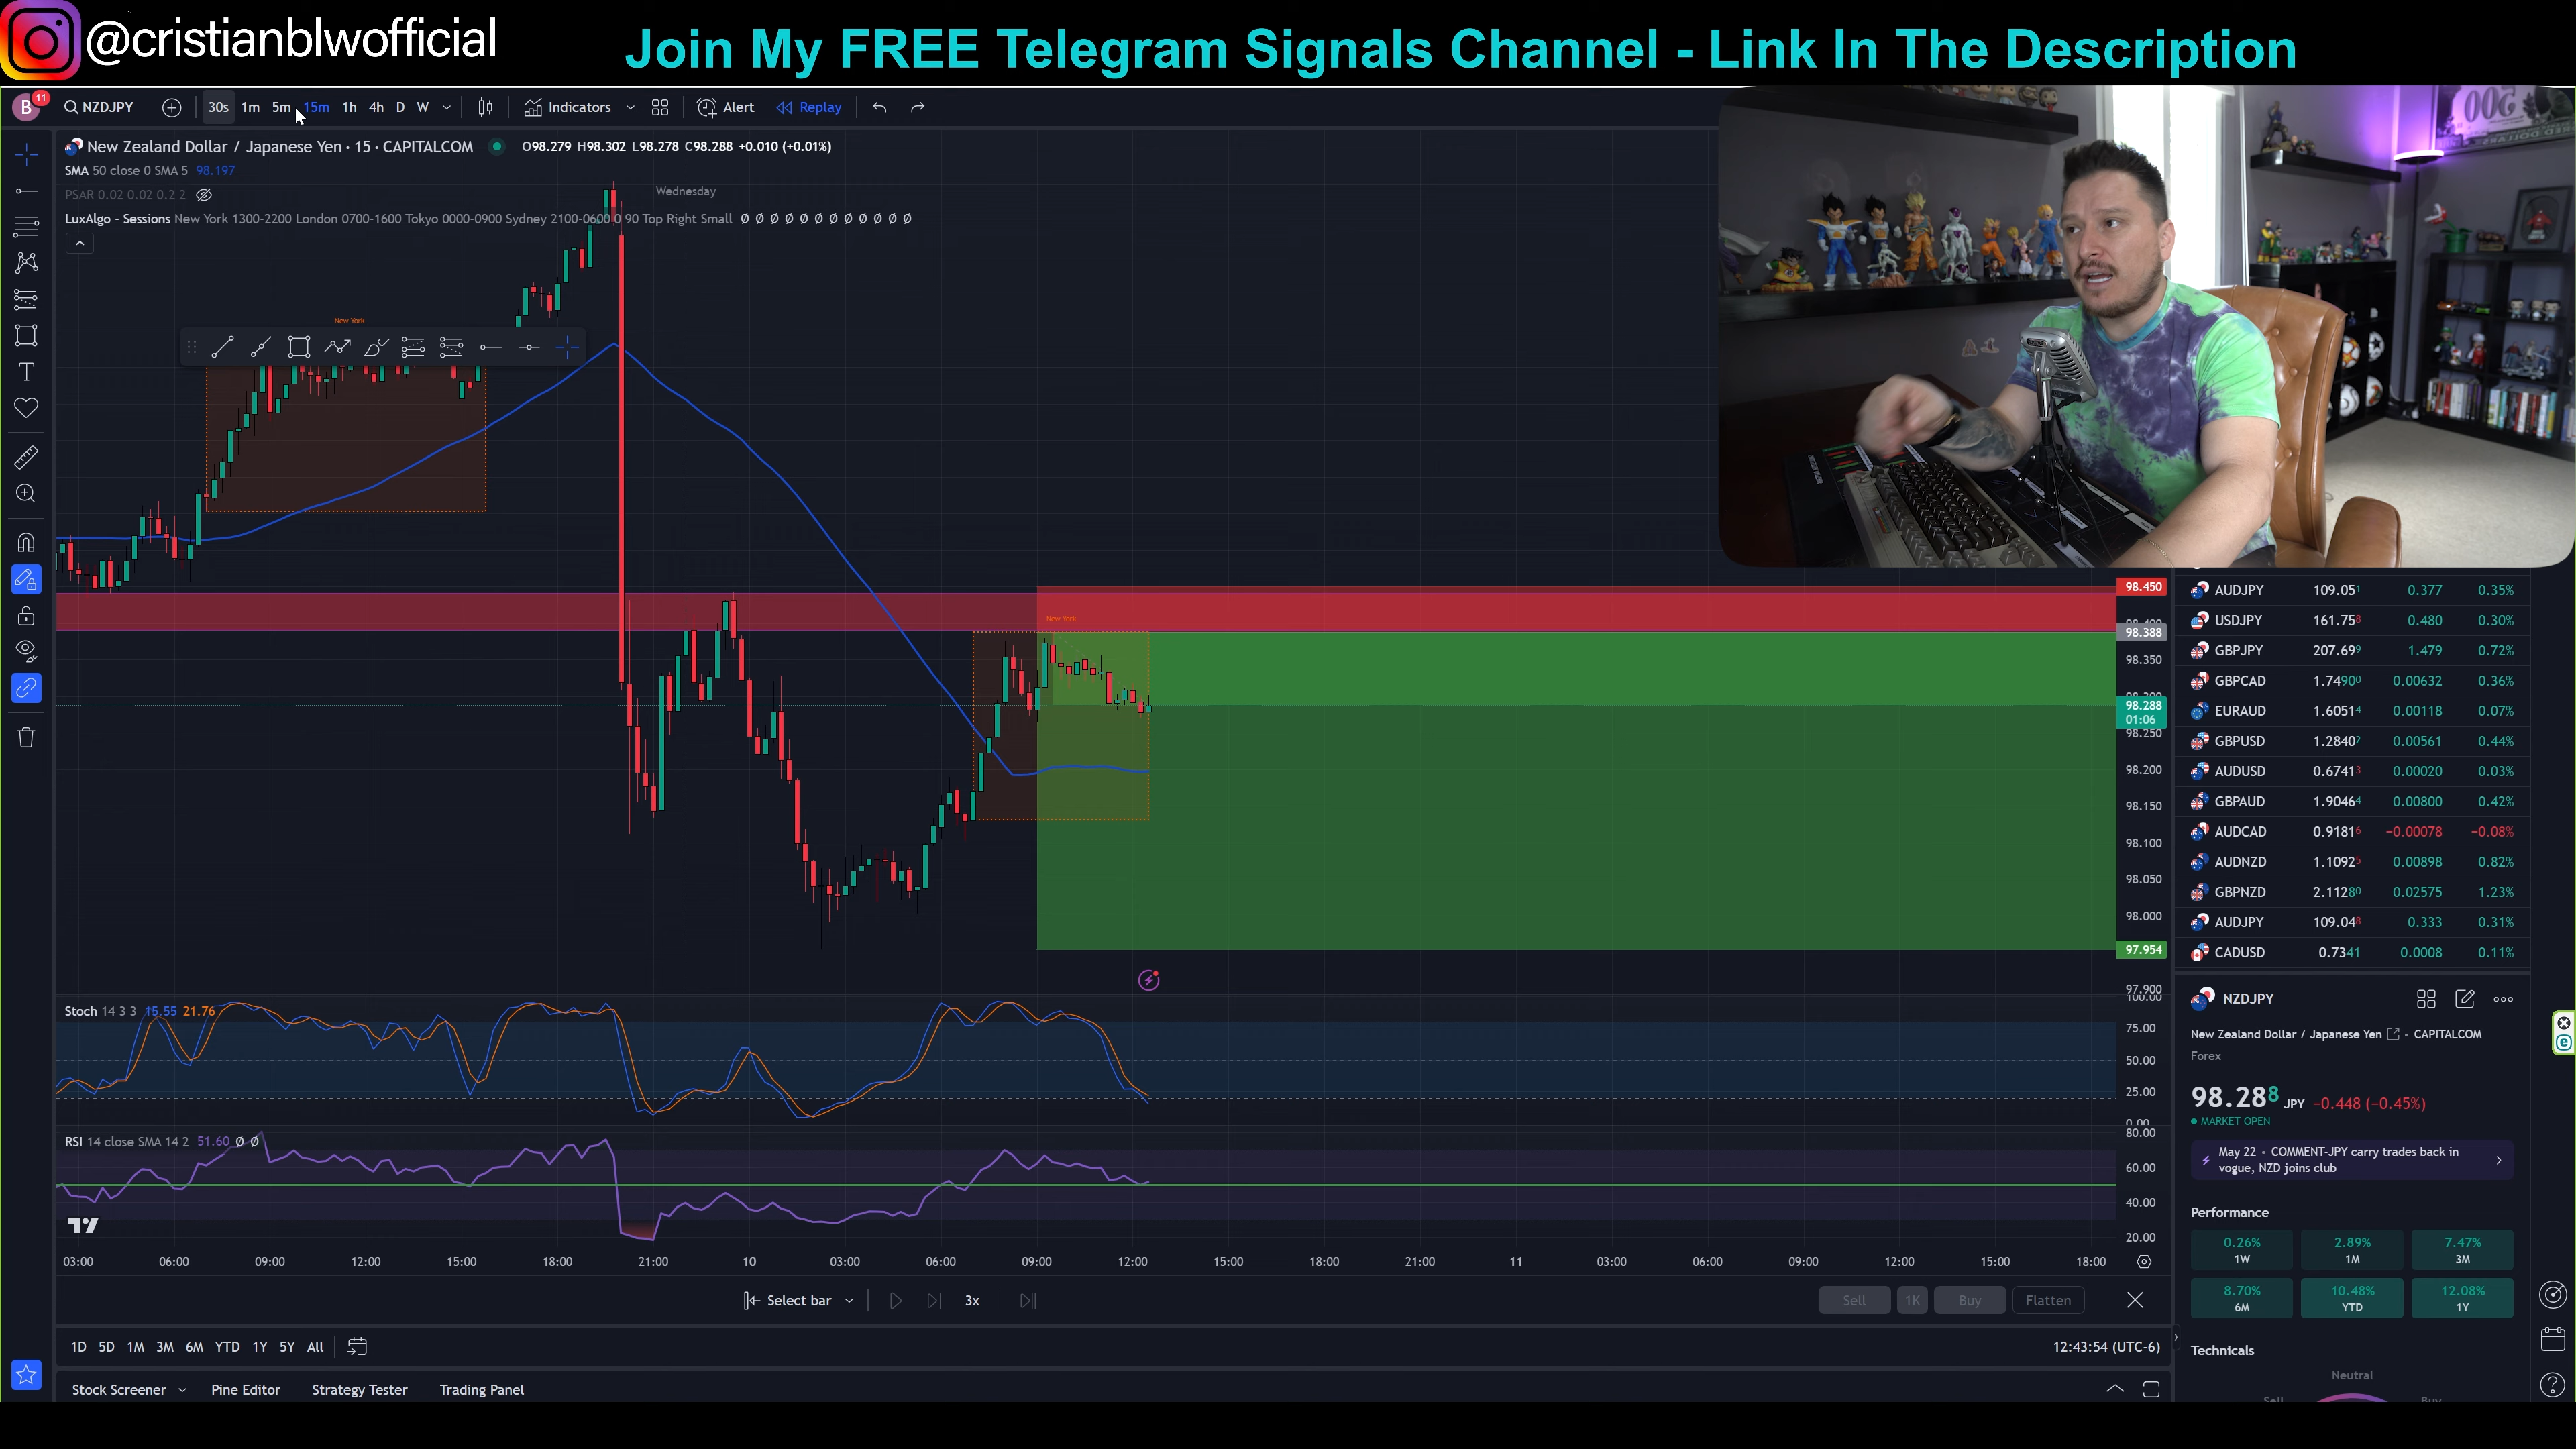 @cristianblwofficial
Join My FREE Telegram Signals Channel - Link In The Description
B 11 NZDJPY 30s 1m 5m 15m 1h 4h D W Indicators Alert Replay
New Zealand Dollar / Japanese Yen · 15 · CAPITALCOM O98.279 H98.302 L98.278 C98.288 +0.010 (+0.01%)
SMA 50 close 0 SMA 5 98.197
Wednesday
PSAR 0.02 0.02 0.2 2
LuxAlgo - Sessions New York 1300-2200 London 0700-1600 Tokyo 0000-0900 Sydney 2100-0600 0 90 Top Right Small Ø Ø Ø Ø Ø Ø Ø Ø Ø Ø Ø Ø
New York
New York
98.450
98.388
98.350
98.288
01:06
98.250
98.200
98.150
98.100
98.050
98.000
97.954
97.900
AUDJPY 109.051 0.377 0.35%
USDJPY 161.758 0.480 0.30%
GBPJPY 207.699 1.479 0.72%
GBPCAD 1.74900 0.00632 0.36%
EURAUD 1.60514 0.00118 0.07%
GBPUSD 1.28402 0.00561 0.44%
AUDUSD 0.67413 0.00020 0.03%
GBPAUD 1.90464 0.00800 0.42%
AUDCAD 0.91816 −0.00078 −0.08%
AUDNZD 1.10925 0.00898 0.82%
GBPNZD 2.11280 0.02575 1.23%
AUDJPY 109.048 0.333 0.31%
CADUSD 0.7341 0.0008 0.11%
Stoch 14 3 3 15.55 21.76
100.00
75.00
50.00
25.00
0.00
RSI 14 close SMA 14 2 51.60 Ø Ø
80.00
60.00
40.00
20.00
03:00 06:00 09:00 12:00 15:00 18:00 21:00 10 03:00 06:00 09:00 12:00 15:00 18:00 21:00 11 03:00 06:00 09:00 12:00 15:00 18:00
Select bar 3x Sell 1K Buy Flatten
1D 5D 1M 3M 6M YTD 1Y 5Y All 12:43:54 (UTC-6)
Stock Screener Pine Editor Strategy Tester Trading Panel
NZDJPY
New Zealand Dollar / Japanese Yen · CAPITALCOM
Forex
98.288 JPY −0.448 (−0.45%)
MARKET OPEN
May 22 · COMMENT-JPY carry trades back in
vogue, NZD joins club
Performance
0.26% 2.89% 7.47%
1W 1M 3M
8.70% 10.48% 12.08%
6M YTD 1Y
Technicals
Neutral